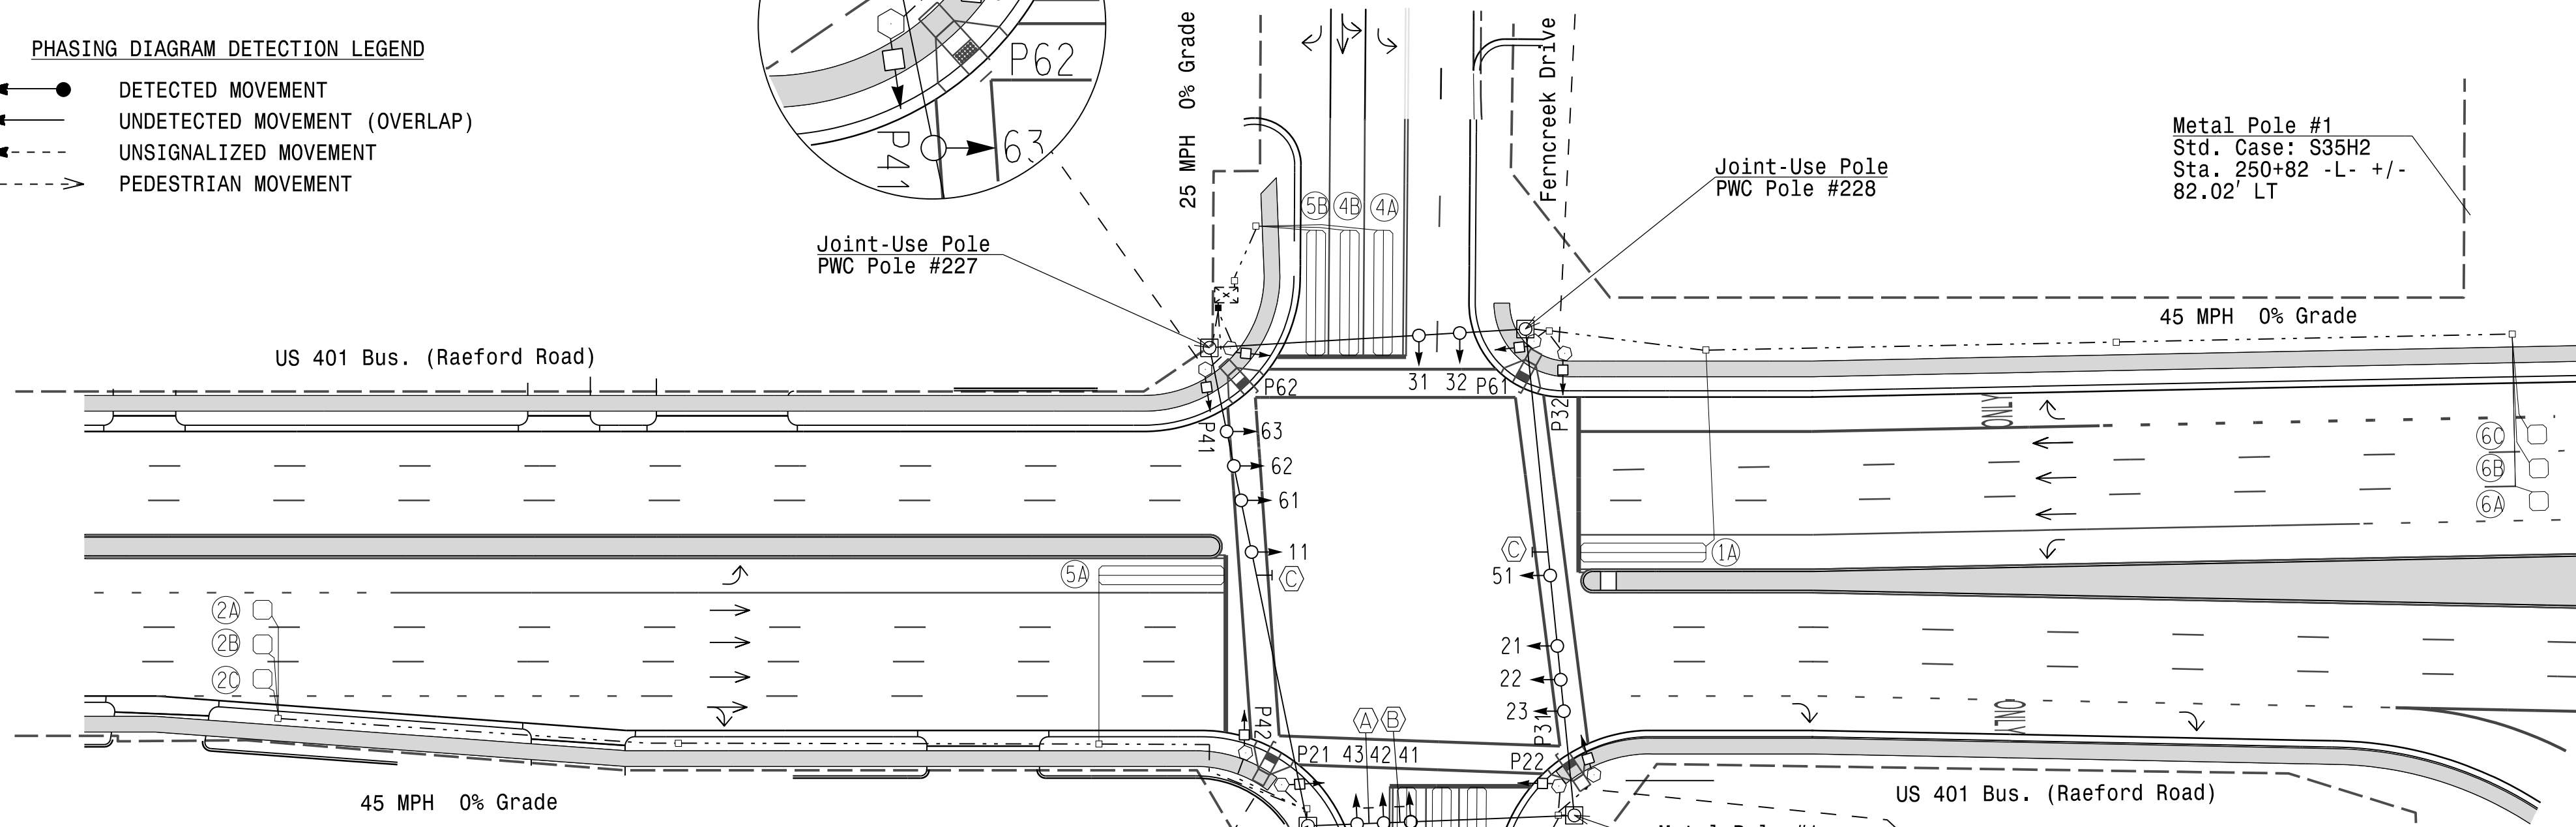 PHASING DIAGRAM DETECTION LEGEND
DETECTED MOVEMENT
UNDETECTED MOVEMENT (OVERLAP)
UNSIGNALIZED MOVEMENT
PEDESTRIAN MOVEMENT
P62
P41
63
25 MPH 0% Grade
Ferncreek Drive
Metal Pole #1
Std. Case: S35H2
Sta. 250+82 -L- +/-
82.02' LT
Joint-Use Pole
PWC Pole #228
Joint-Use Pole
PWC Pole #227
5B
4B
4A
45 MPH 0% Grade
US 401 Bus. (Raeford Road)
P62
31
32
P61
P32
ONLY
P41
63
62
61
6C
6B
6A
11
C
C
51
1A
5A
2A
2B
2C
21
22
23
P42
P21
43
42
41
A
B
P22
P31
ONLY
45 MPH 0% Grade
US 401 Bus. (Raeford Road)